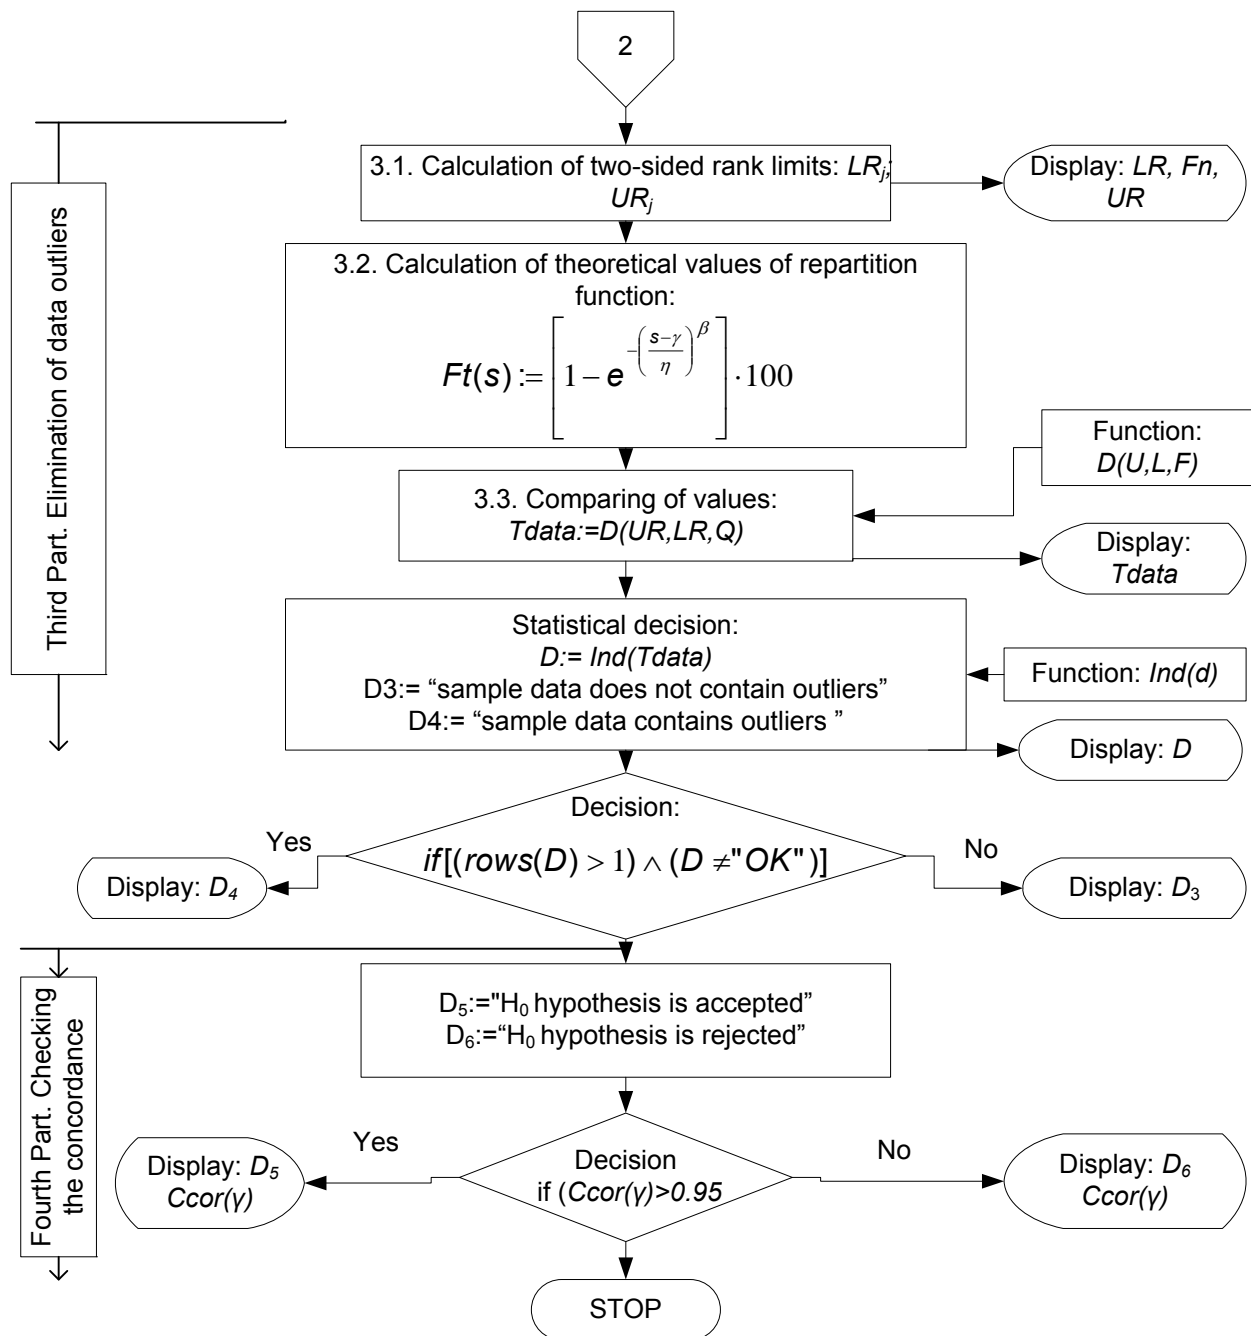 2
3.1. Calculation of two-sided rank limits: LRj;
URj
Display: LR, Fn,
UR
Third Part. Elimination of data outliers
3.2. Calculation of theoretical values of repartition
function:
Ft(s) := [1 − e^(−((s−γ)/η)^β)] · 100
Function:
D(U,L,F)
3.3. Comparing of values:
Tdata:=D(UR,LR,Q)
Display:
Tdata
Statistical decision:
D:= Ind(Tdata)
D3:= “sample data does not contain outliers”
D4:= “sample data contains outliers ”
Function: Ind(d)
Display: D
Decision:
if[(rows(D) > 1) ∧ (D ≠"OK" )]
Yes
No
Display: D₄
Display: D₃
Fourth Part. Checking
the concordance
D₅:="H₀ hypothesis is accepted”
D₆:=“H₀ hypothesis is rejected”
Yes
No
Decision
if (Ccor(γ)>0.95
Display: D₅
Ccor(γ)
Display: D₆
Ccor(γ)
STOP